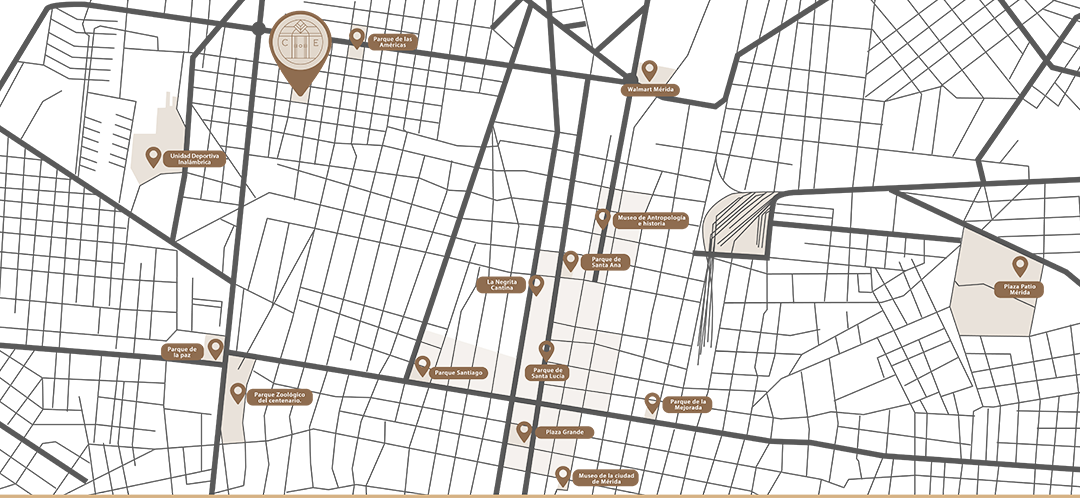 C E
Parque de las
Américas
Walmart Mérida
Unidad Deportiva
Inalámbrica
Museo de Antropología
e historia
Parque de
Santa Ana
La Negrita
Cantina
Plaza Patio
Mérida
Parque de
la paz
Parque Santiago
Parque de
Santa Lucía
Parque Zoológico
del centenario.
Parque de la
Mejorada
Plaza Grande
Museo de la ciudad
de Mérida